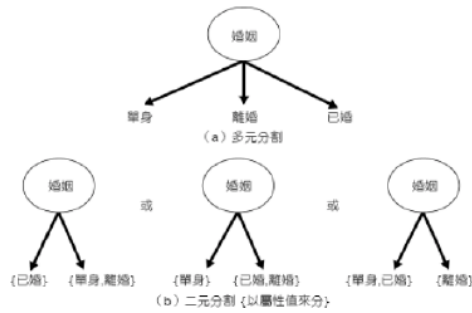 婚姻
單身 離婚 已婚
（a）多元分割
婚姻 或 婚姻 或 婚姻
{已婚} {單身,離婚} {單身} {已婚,離婚} {單身,已婚} {離婚}
（b）二元分割 {以屬性值來分}